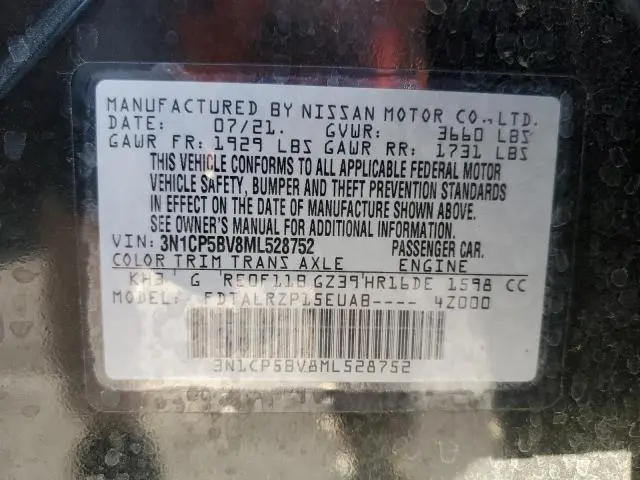 MANUFACTURED BY NISSAN MOTOR CO.,LTD.
DATE: 07/21. GVWR: 3660 LBS
GAWR FR: 1929 LBS GAWR RR: 1731 LBS
THIS VEHICLE CONFORMS TO ALL APPLICABLE FEDERAL MOTOR
VEHICLE SAFETY, BUMPER AND THEFT PREVENTION STANDARDS
IN EFFECT ON THE DATE OF MANUFACTURE SHOWN ABOVE.
SEE OWNER'S MANUAL FOR ADDITIONAL INFORMATION.
VIN: 3N1CP5BV8ML528752 PASSENGER CAR.
COLOR TRIM TRANS AXLE ENGINE
KH3 G RE0F11B GZ39 HR16DE 1598 CC
MODEL: FDTALRZP15EUAB---- 4Z000
3N1CP5BV8ML528752